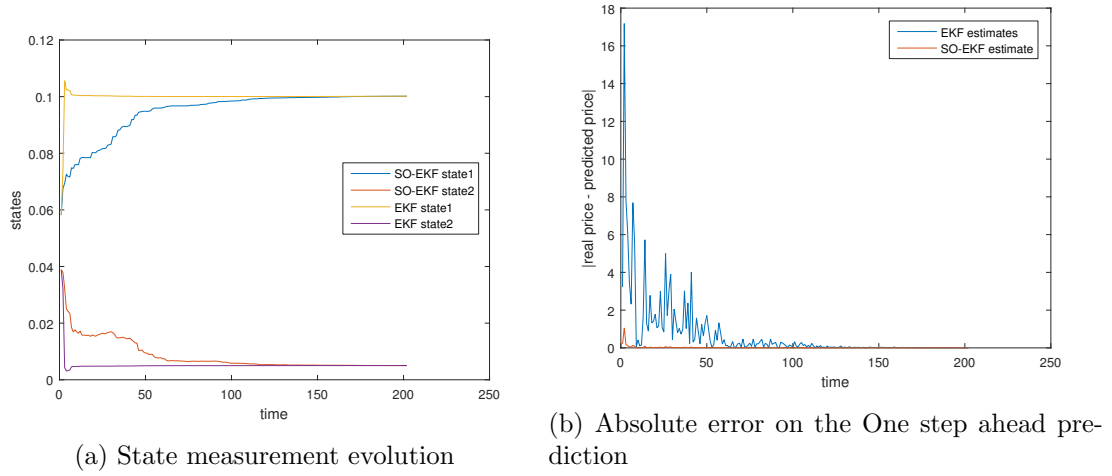 0.12
0.1
0.08
0.06
0.04
0.02
0
states
0 50 100 150 200 250
time
SO-EKF state1
SO-EKF state2
EKF state1
EKF state2
(a) State measurement evolution
18
16
14
12
10
8
6
4
2
0
|real price - predicted price|
0 50 100 150 200 250
time
EKF estimates
SO-EKF estimate
(b) Absolute error on the One step ahead pre-
diction